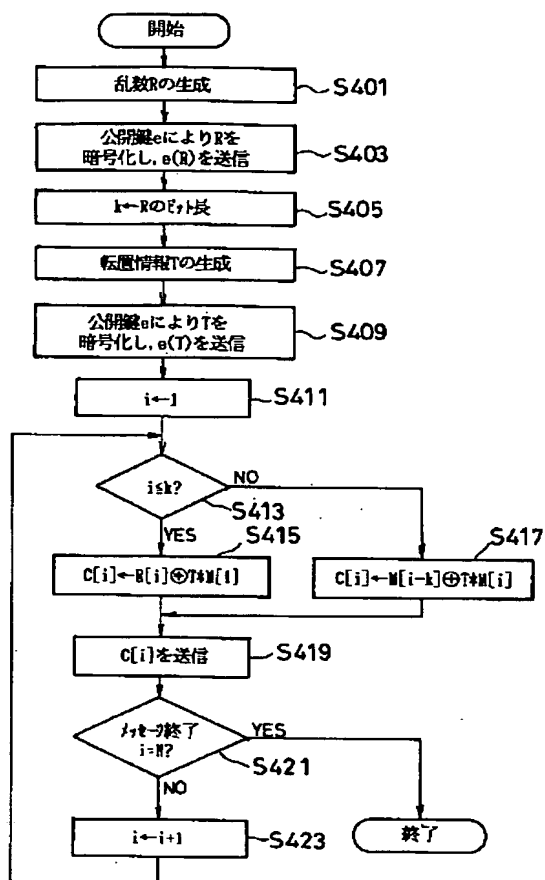 開始
乱数Rの生成
S401
公開鍵eによりRを
暗号化し,e(R)を送信
S403
k←Rのビット長
S405
転置情報Tの生成
S407
公開鍵eによりTを
暗号化し,e(T)を送信
S409
i←1
S411
i≤k?
NO
S413
YES
S415
S417
C[i]←R[i]⊕T*M[i]
C[i]←M[i-k]⊕T*M[i]
C[i]を送信
S419
メッセージ終了
i=N?
YES
S421
NO
i←i+1
S423
終了